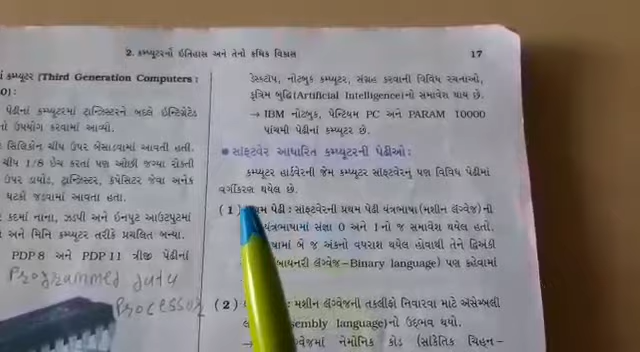 2. કમ્પ્યુટરનો ઇતિહાસ અને તેનો ક્રમિક વિકાસ
17
કમ્પ્યુટર (Third Generation Computers :
પેઢીનાં કમ્પ્યુટરમાં ટ્રાન્ઝિસ્ટરને બદલે ઇન્ટિગ્રેટેડ
નો ઉપયોગ કરવામાં આવ્યો.
સિલિકોન ચીપ ઉપર બેસાડવામાં આવતી હતી.
ચીપ 1/8 ઇંચ કરતાં પણ ઓછી જગ્યા રોકતી
ઉપર ડાયોડ, ટ્રાન્ઝિસ્ટર, કેપેસિટર જેવા અનેક
ઘટકો જડવામાં આવતા હતા.
કદમાં નાના, ઝડપી અને ઇનપુટ આઉટપુટમાં
અને મિનિ કમ્પ્યુટર તરીકે પ્રચલિત બન્યા.
PDP 8 અને PDP 11 ત્રીજી પેઢીનાં
Programmed data
Processor
ડેસ્કટોપ, નોટબુક કમ્પ્યુટર, સંગ્રહ કરવાની વિવિધ રચનાઓ,
કૃત્રિમ બુદ્ધિ(Artificial Intelligence)નો સમાવેશ થાય છે.
→ IBM નોટબુક, પેન્ટિયમ PC અને PARAM 10000
પાંચમી પેઢીનાં કમ્પ્યુટર છે.
● સૉફ્ટવેર આધારિત કમ્પ્યુટરની પેઢીઓ :
કમ્પ્યુટર હાર્ડવેરની જેમ કમ્પ્યુટર સૉફ્ટવેરનું પણ વિવિધ પેઢીમાં
વર્ગીકરણ થયેલ છે.
(1) પેઢી : સૉફ્ટવેરની પ્રથમ પેઢી યંત્રભાષા (મશીન લેંગ્વેજ)ની
યંત્રભાષામાં સંજ્ઞા 0 અને 1નો જ સમાવેશ થતો હતો.
માં બે જ અંકનો વપરાશ થયેલ હોવાથી તેને દ્વિઅંકી
લેંગ્વેજ–Binary language) પણ કહેવામાં
(2) : મશીન લેંગ્વેજની તકલીફો નિવારવા માટે એસેમ્બલી
language)નો ઉદ્ભવ થયો.
→ માં નેમોનિક કોડ (સાંકેતિક ચિહ્ન–